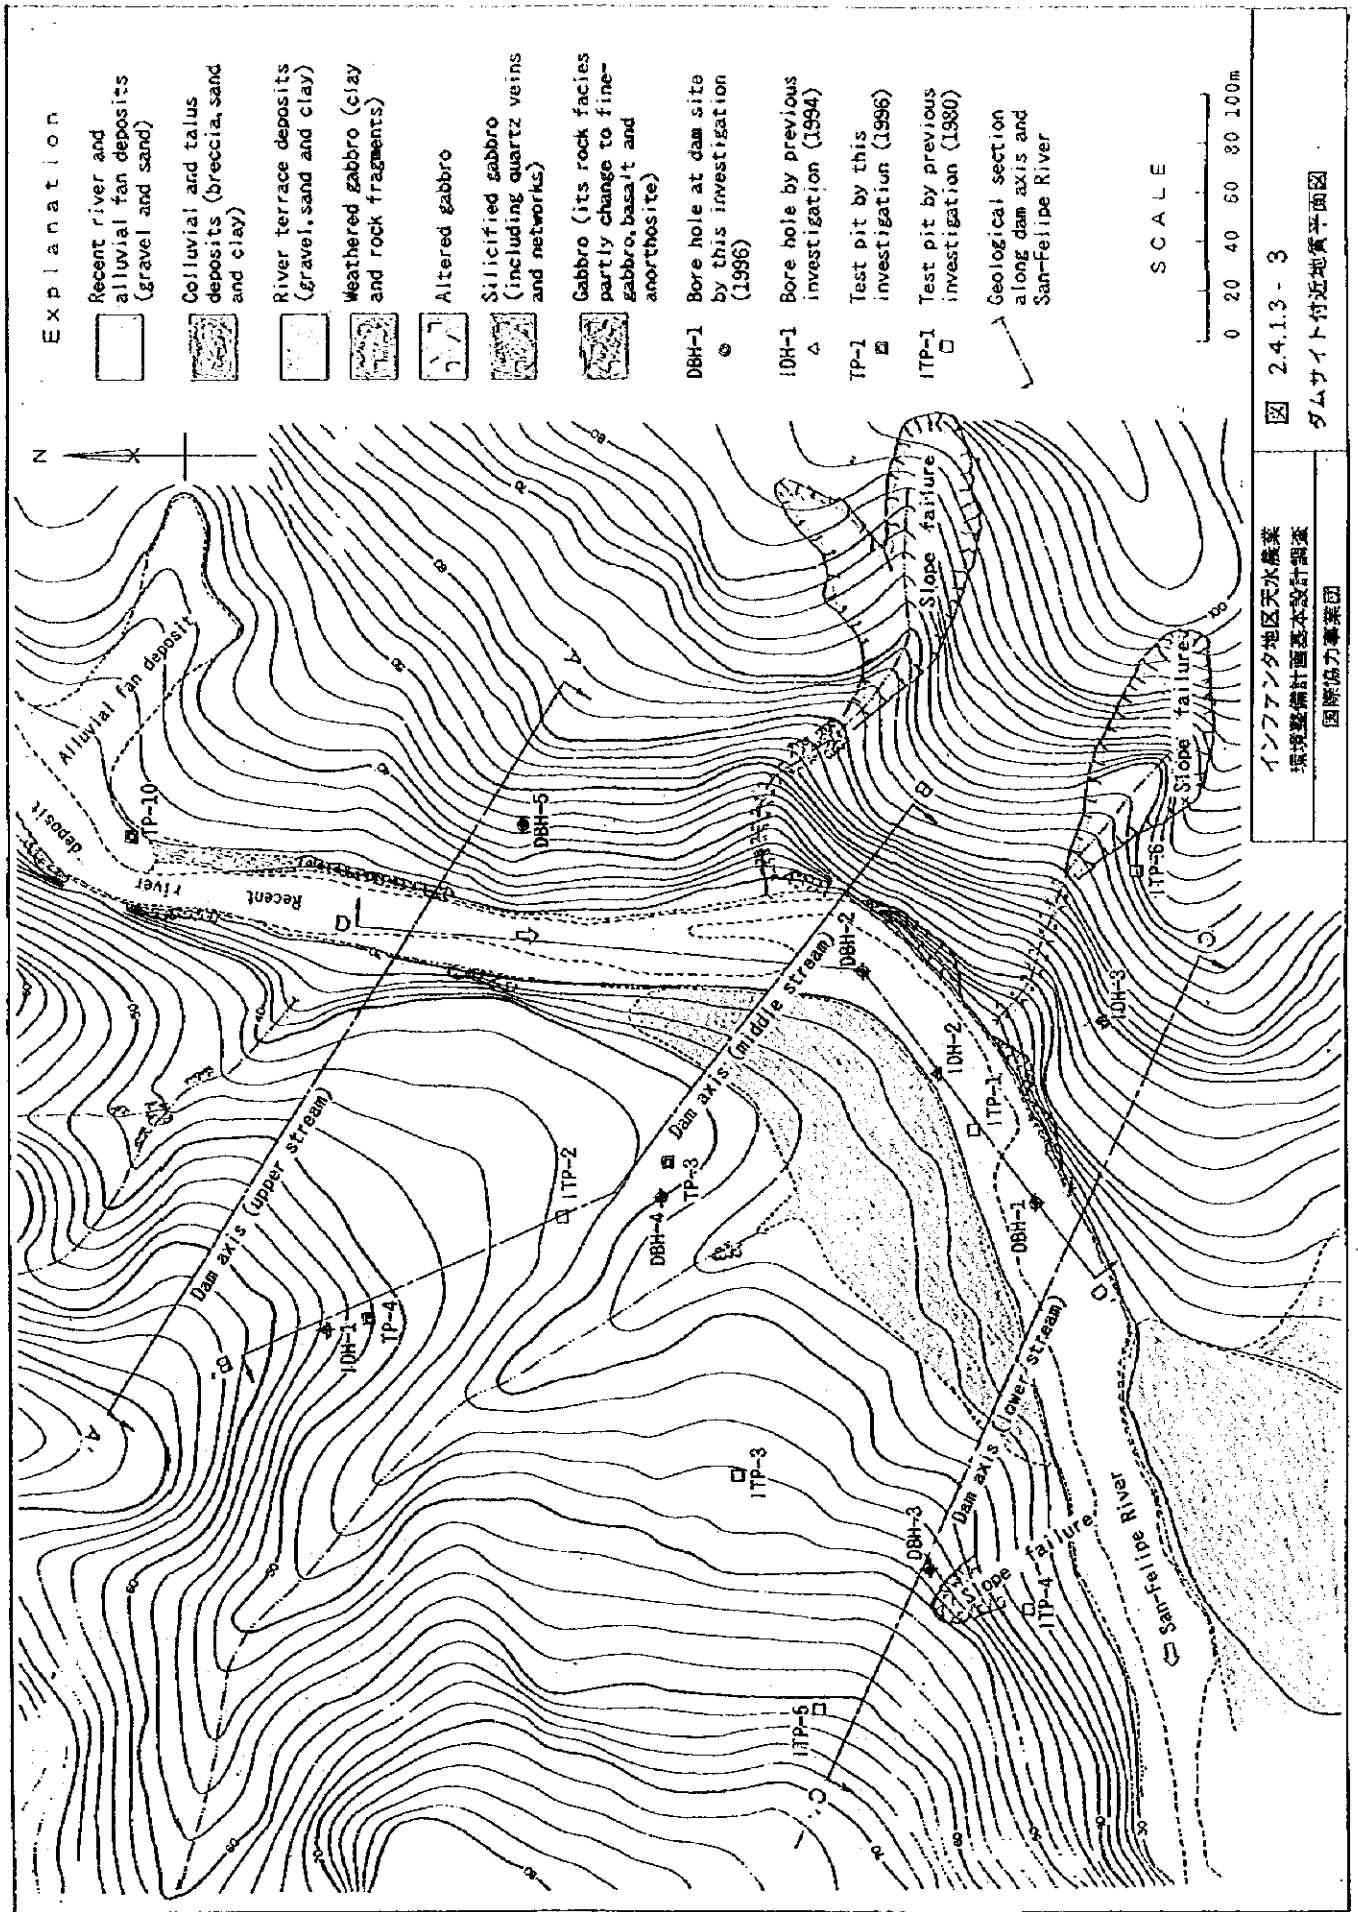 Explanation
Recent river and
alluvial fan deposits
(gravel and sand)
Colluvial and talus
deposits (breccia, sand
and clay)
River terrace deposits
(gravel, sand and clay)
Weathered gabbro (clay
and rock fragments)
Altered gabbro
Silicified gabbro
(including quartz veins
and networks)
Gabbro (its rock facies
partly change to fine-
gabbro, basalt and
anorthosite)
DBH-1 Bore hole at dam site
by this investigation
(1996)
IDH-1 Bore hole by previous
investigation (1994)
TP-1 Test pit by this
investigation (1996)
ITP-1 Test pit by previous
investigation (1980)
Geological section
along dam axis and
San-Felipe River
SCALE
0 20 40 60 80 100m
N
Alluvial fan deposit
TP-10
Recent river deposit
D
DBH-5
A
A'
Dam axis (upper stream)
B'
IDH-1
TP-4
ITP-2
DBH-4
TP-3
Dam axis (middle stream)
DBH-2
B
Slope failure
Slope failure
ITP-6
IDH-2
IDH-3
ITP-1
DBH-1
C
ITP-3
Dam axis (lower stream)
DBH-3
Slope failure
ITP-4
ITP-5
C'
San-Felipe River
インファンタ地区天水農業
環境整備計画基本設計調査
国際協力事業団
図 2.4.1.3 - 3
ダムサイト付近地質平面図